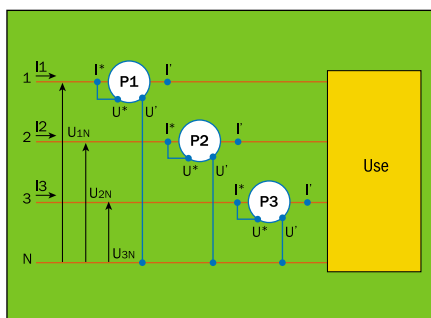 I1
I* P1 I'
1
U* U'
I2
I* P2 I'
2
U1N
U* U'
Use
I3
U2N
I* P3 I'
3
U* U'
U3N
N